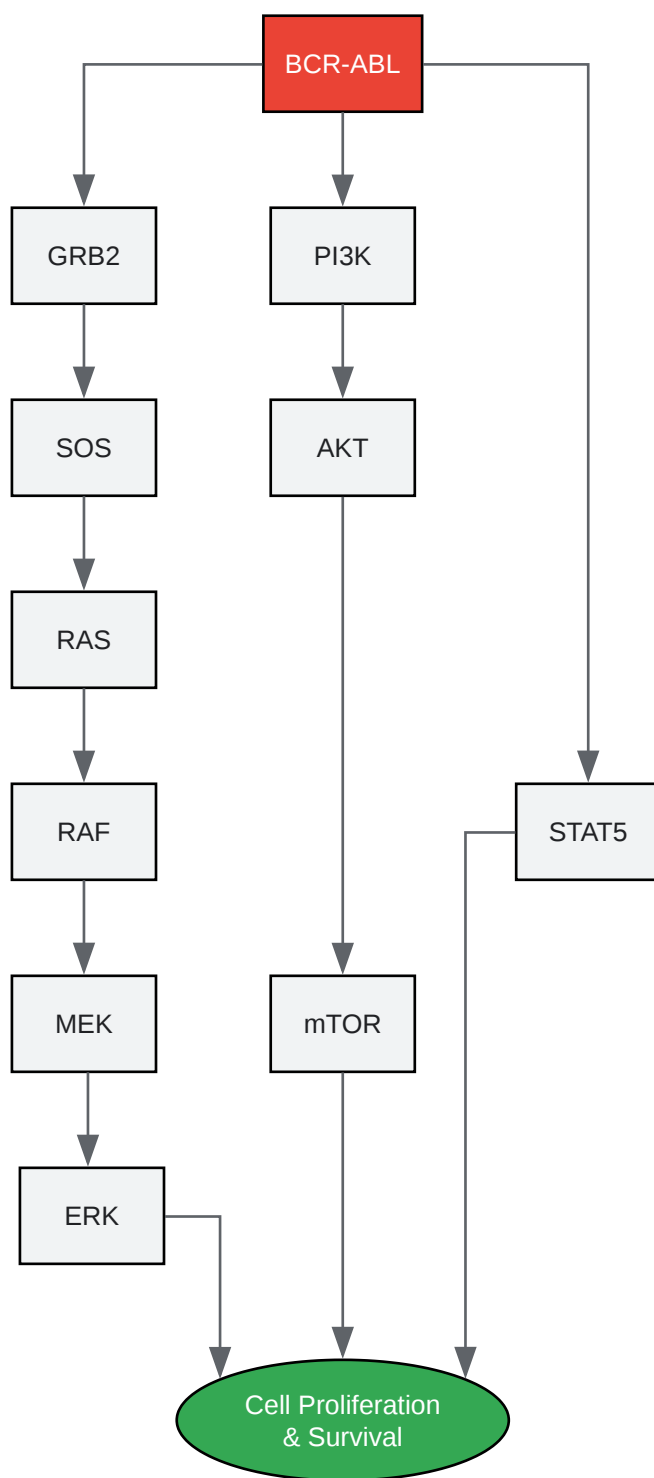 BCR-ABL
GRB2
PI3K
SOS
AKT
RAS
RAF
STAT5
MEK
mTOR
ERK
Cell Proliferation
& Survival